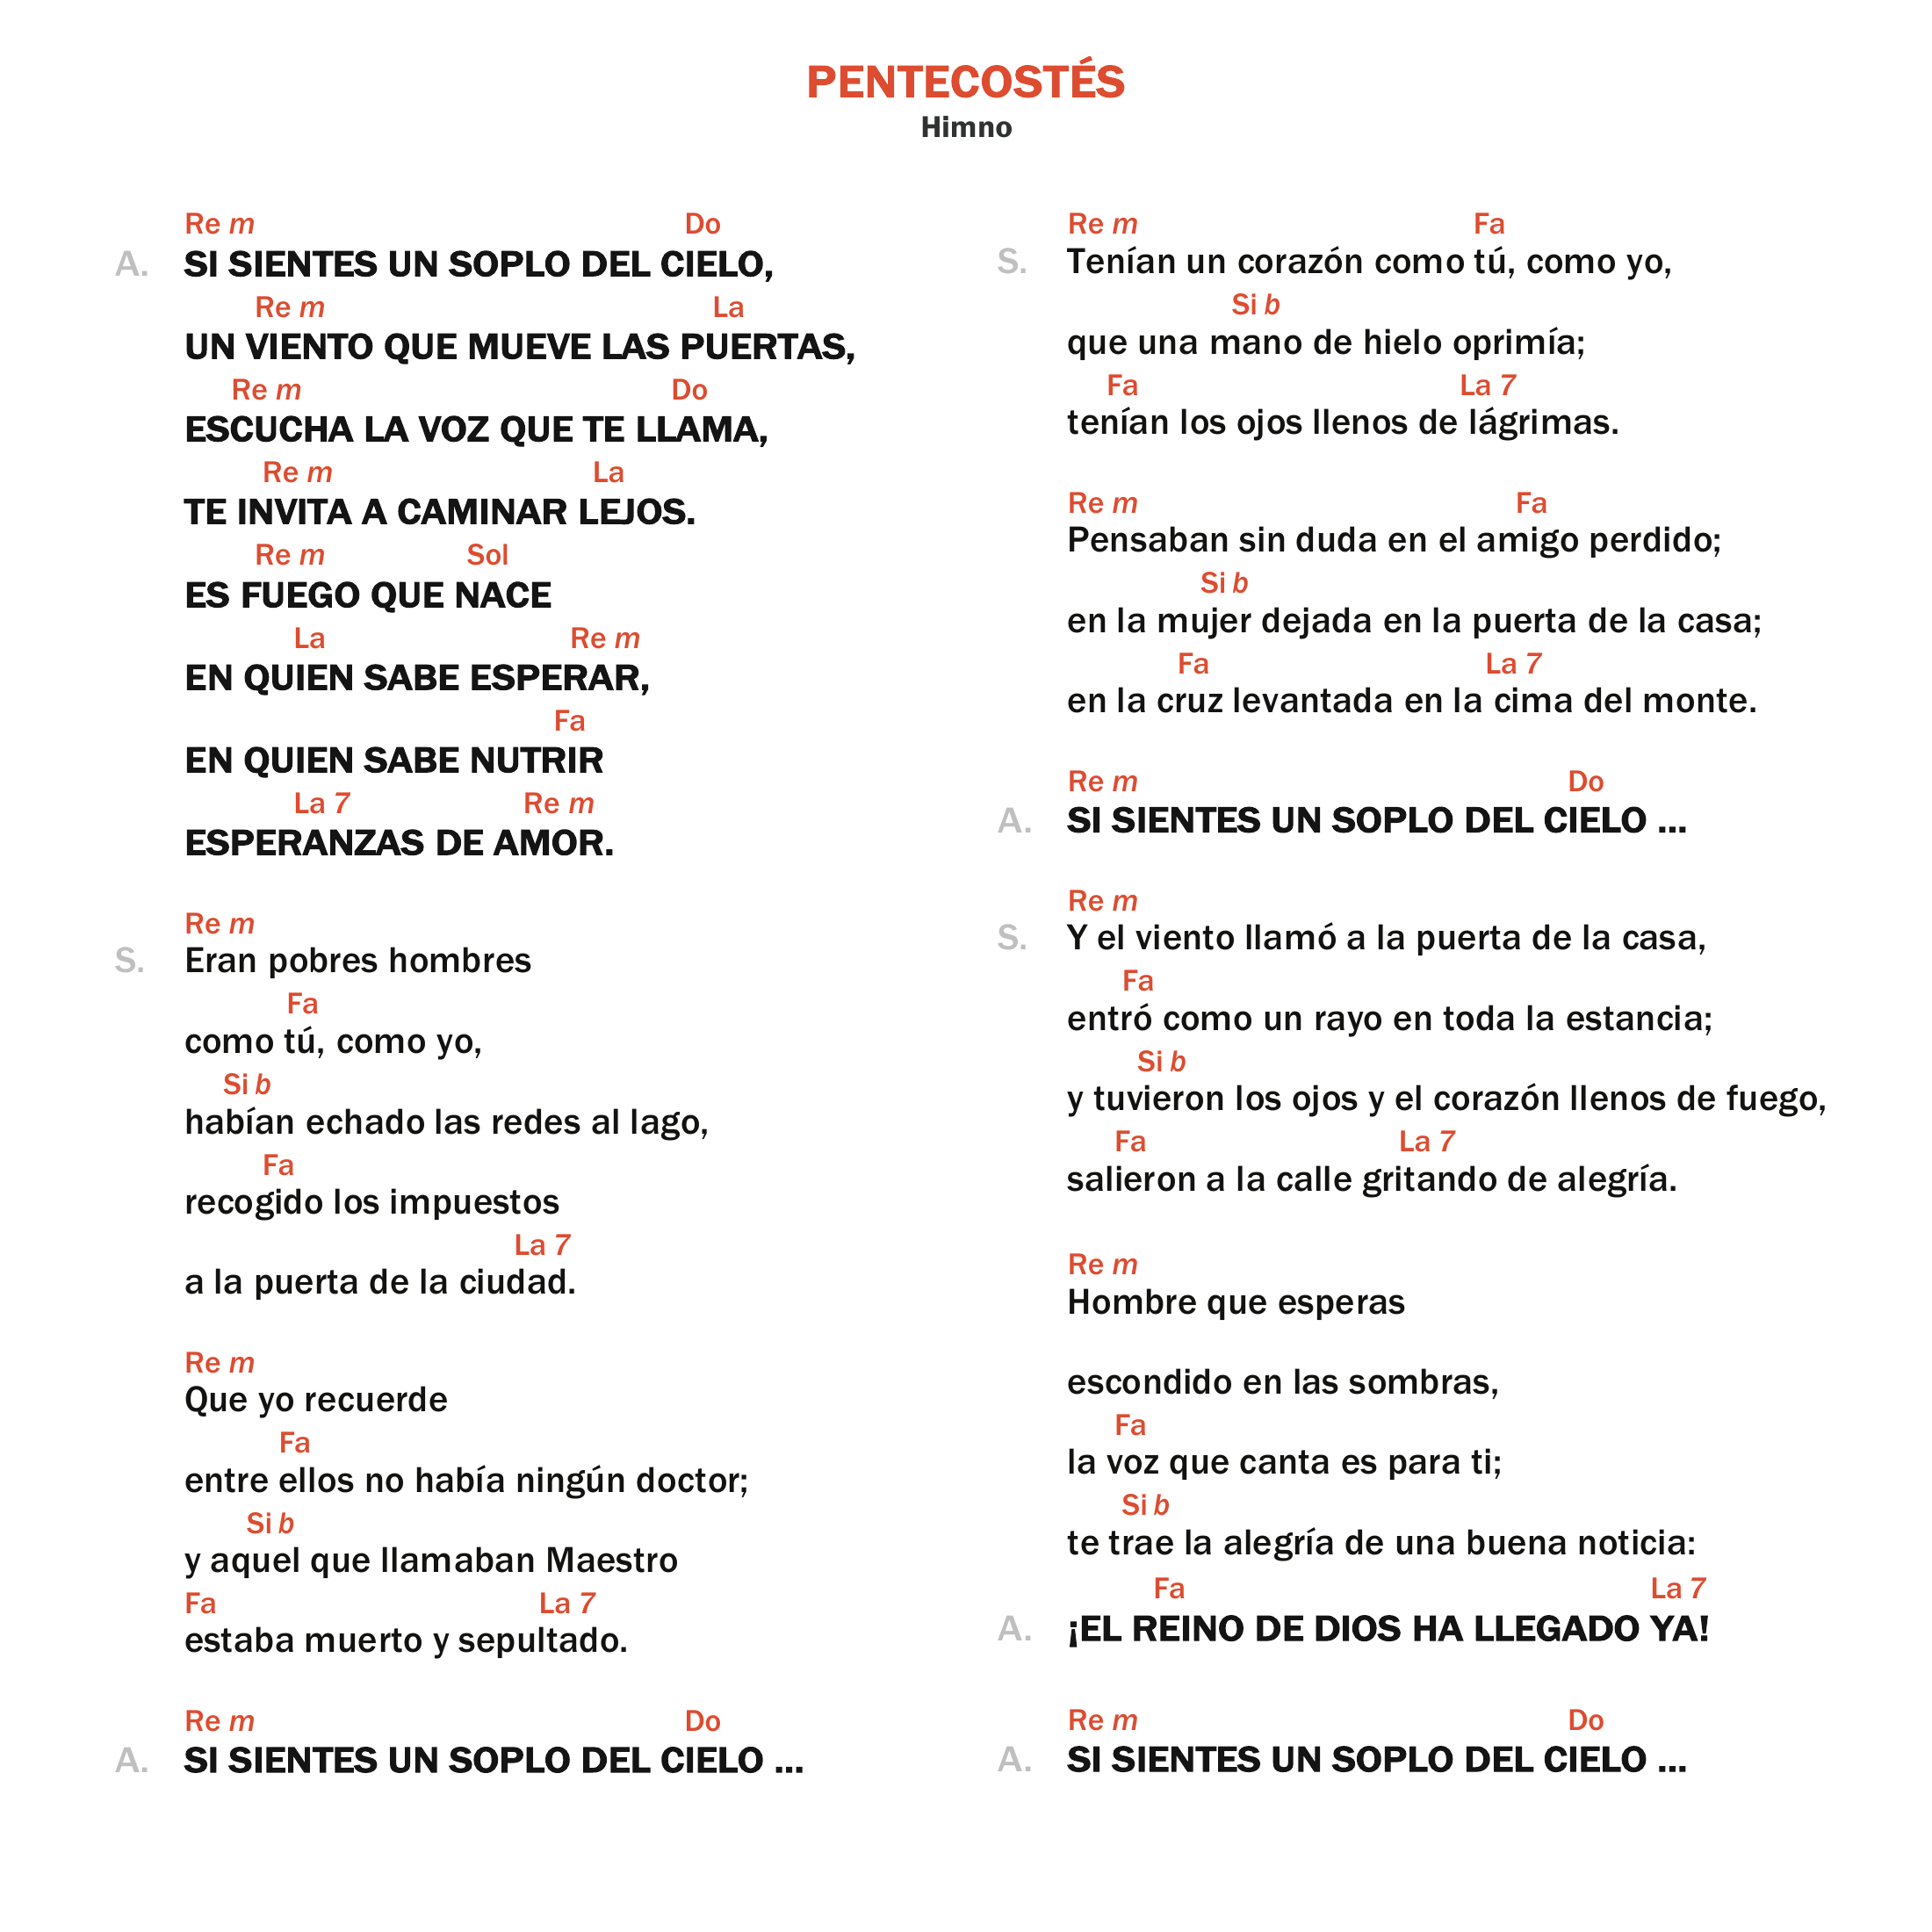 PENTECOSTÉS
Himno
Re m Do
A. SI SIENTES UN SOPLO DEL CIELO,
Re m La
UN VIENTO QUE MUEVE LAS PUERTAS,
Re m Do
ESCUCHA LA VOZ QUE TE LLAMA,
Re m La
TE INVITA A CAMINAR LEJOS.
Re m Sol
ES FUEGO QUE NACE
La Re m
EN QUIEN SABE ESPERAR,
Fa
EN QUIEN SABE NUTRIR
La 7 Re m
ESPERANZAS DE AMOR.
Re m
S. Eran pobres hombres
Fa
como tú, como yo,
Si b
habían echado las redes al lago,
Fa
recogido los impuestos
La 7
a la puerta de la ciudad.
Re m
Que yo recuerde
Fa
entre ellos no había ningún doctor;
Si b
y aquel que llamaban Maestro
Fa La 7
estaba muerto y sepultado.
Re m Do
A. SI SIENTES UN SOPLO DEL CIELO ...
Re m Fa
S. Tenían un corazón como tú, como yo,
Si b
que una mano de hielo oprimía;
Fa La 7
tenían los ojos llenos de lágrimas.
Re m Fa
Pensaban sin duda en el amigo perdido;
Si b
en la mujer dejada en la puerta de la casa;
Fa La 7
en la cruz levantada en la cima del monte.
Re m Do
A. SI SIENTES UN SOPLO DEL CIELO ...
Re m
S. Y el viento llamó a la puerta de la casa,
Fa
entró como un rayo en toda la estancia;
Si b
y tuvieron los ojos y el corazón llenos de fuego,
Fa La 7
salieron a la calle gritando de alegría.
Re m
Hombre que esperas
escondido en las sombras,
Fa
la voz que canta es para ti;
Si b
te trae la alegría de una buena noticia:
Fa La 7
A. ¡EL REINO DE DIOS HA LLEGADO YA!
Re m Do
A. SI SIENTES UN SOPLO DEL CIELO ...